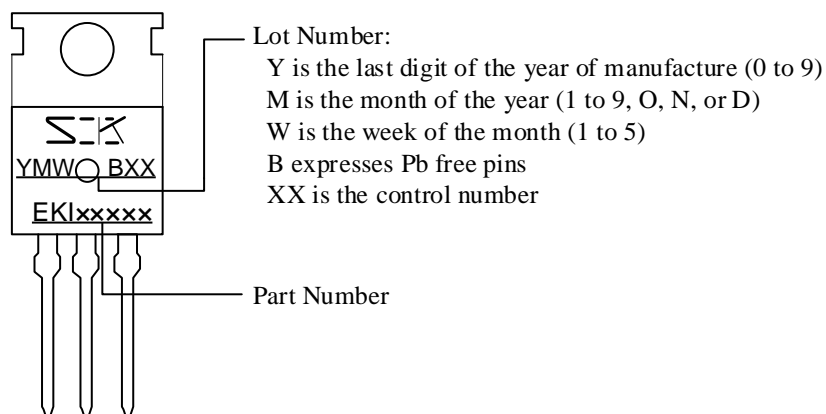 Lot Number:
Y is the last digit of the year of manufacture (0 to 9)
M is the month of the year (1 to 9, O, N, or D)
W is the week of the month (1 to 5)
B expresses Pb free pins
XX is the control number
SK
YMW BXX
EKI×××××
Part Number